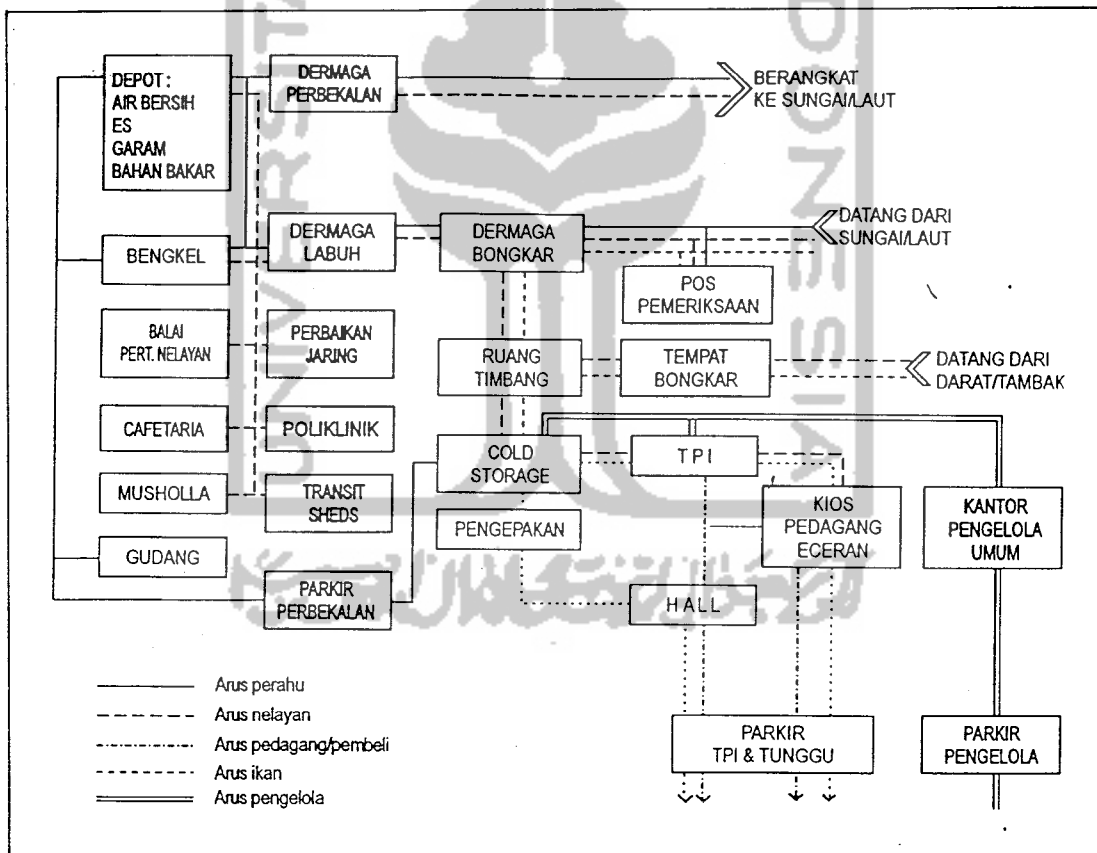 DEPOT :
AIR BERSIH
ES
GARAM
BAHAN BAKAR
DERMAGA
PERBEKALAN
BERANGKAT
KE SUNGAI/LAUT
BENGKEL
DERMAGA
LABUH
DERMAGA
BONGKAR
DATANG DARI
SUNGAI/LAUT
POS
PEMERIKSAAN
BALAI
PERT. NELAYAN
PERBAIKAN
JARING
RUANG
TIMBANG
TEMPAT
BONGKAR
DATANG DARI
DARAT/TAMBAK
CAFETARIA
POLIKLINIK
COLD
STORAGE
TPI
MUSHOLLA
TRANSIT
SHEDS
PENGEPAKAN
KIOS
PEDAGANG
ECERAN
KANTOR
PENGELOLA
UMUM
GUDANG
PARKIR
PERBEKALAN
HALL
Arus perahu
Arus nelayan
Arus pedagang/pembeli
Arus ikan
Arus pengelola
PARKIR
TPI & TUNGGU
PARKIR
PENGELOLA
UNIVERSITA
ONESIA